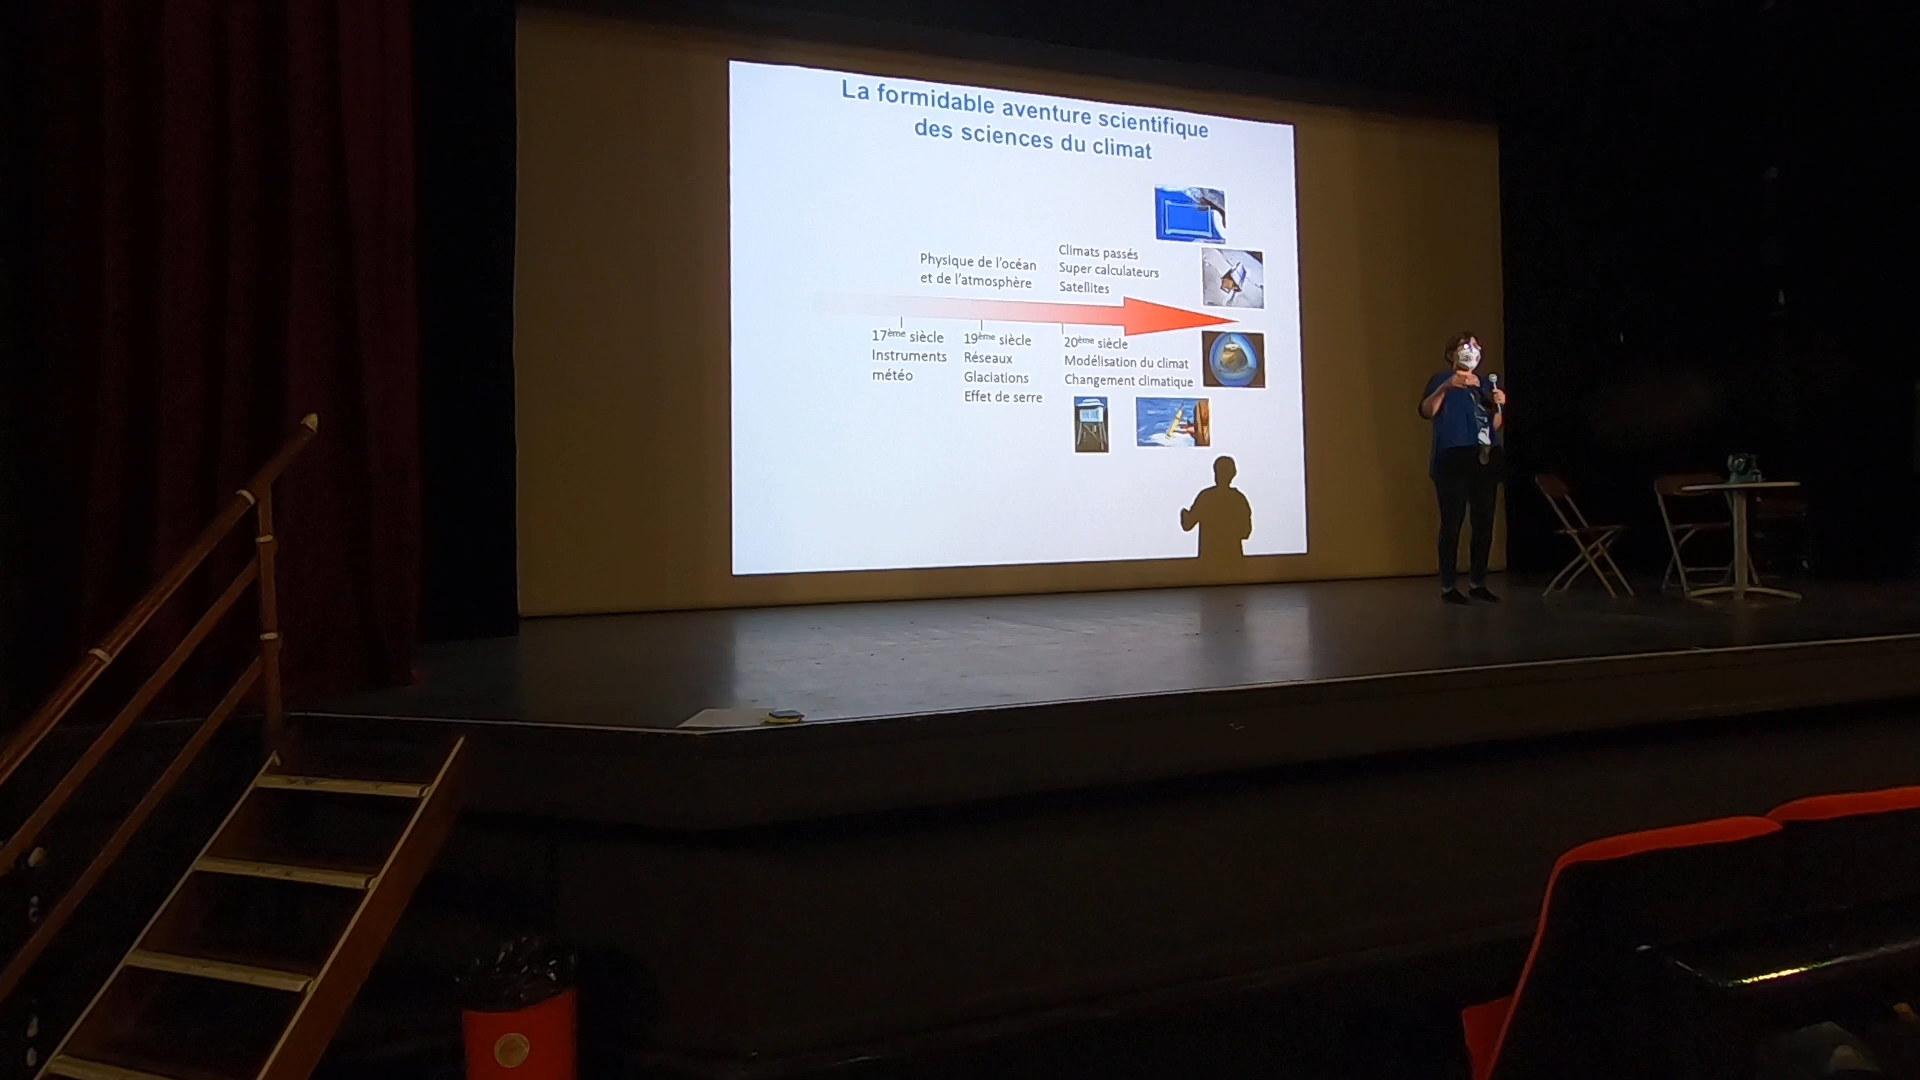 La formidable aventure scientifique
des sciences du climat
Physique de l'océan
et de l'atmosphère
Climats passés
Super calculateurs
Satellites
17ème siècle
Instruments
météo
19ème siècle
Réseaux
Glaciations
Effet de serre
20ème siècle
Modélisation du climat
Changement climatique